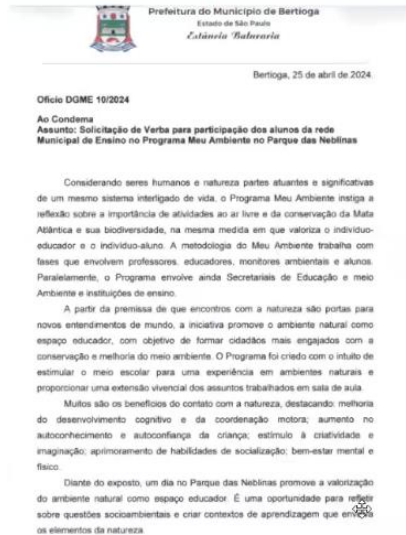 Prefeitura do Município de Bertioga
Estado de São Paulo
Estância Balneária
Bertioga, 25 de abril de 2024.
Ofício DGME 10/2024
Ao Condema
Assunto: Solicitação de Verba para participação dos alunos da rede
Municipal de Ensino no Programa Meu Ambiente no Parque das Neblinas
Considerando seres humanos e natureza partes atuantes e significativas
de um mesmo sistema interligado de vida, o Programa Meu Ambiente instiga a
reflexão sobre a importância de atividades ao ar livre e da conservação da Mata
Atlântica e sua biodiversidade, na mesma medida em que valoriza o indivíduo-
educador e o indivíduo-aluno. A metodologia do Meu Ambiente trabalha com
fases que envolvem professores, educadores, monitores ambientais e alunos.
Paralelamente, o Programa envolve ainda Secretariais de Educação e meio
Ambiente e instituições de ensino.
A partir da premissa de que encontros com a natureza são portas para
novos entendimentos de mundo, a iniciativa promove o ambiente natural como
espaço educador, com objetivo de formar cidadãos mais engajados com a
conservação e melhoria do meio ambiente. O Programa foi criado com o intuito de
estimular o meio escolar para uma experiência em ambientes naturais e
proporcionar uma extensão vivencial dos assuntos trabalhados em sala de aula.
Muitos são os benefícios do contato com a natureza, destacando: melhoria
do desenvolvimento cognitivo e da coordenação motora; aumento no
autoconhecimento e autoconfiança da criança; estímulo à criatividade e
imaginação; aprimoramento de habilidades de socialização; bem-estar mental e
físico.
Diante do exposto, um dia no Parque das Neblinas promove a valorização
do ambiente natural como espaço educador. É uma oportunidade para refletir
sobre questões socioambientais e criar contextos de aprendizagem que envolva
os elementos da natureza.